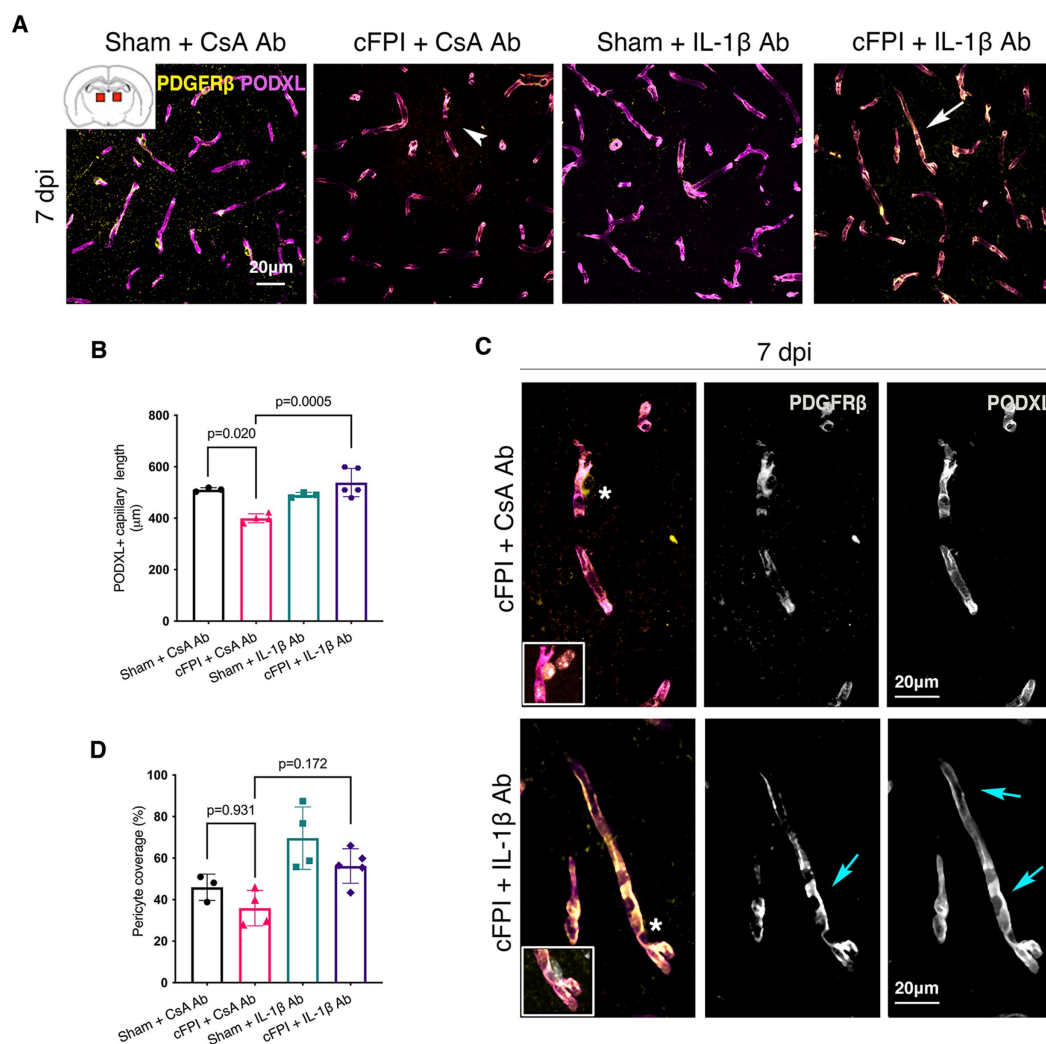 A
Sham + CsA Ab
cFPI + CsA Ab
Sham + IL-1β Ab
cFPI + IL-1β Ab
PDGFRβ PODXL
7 dpi
20μm
B
PODXL+ capillary length
(μm)
800
600
400
200
0
p=0.020
p=0.0005
Sham + CsA Ab
cFPI + CsA Ab
Sham + IL-1β Ab
cFPI + IL-1β Ab
C
7 dpi
cFPI + CsA Ab
PDGFRβ
PODXL
*
20μm
cFPI + IL-1β Ab
*
20μm
D
Pericyte coverage (%)
100
80
60
40
20
0
p=0.931
p=0.172
Sham + CsA Ab
cFPI + CsA Ab
Sham + IL-1β Ab
cFPI + IL-1β Ab